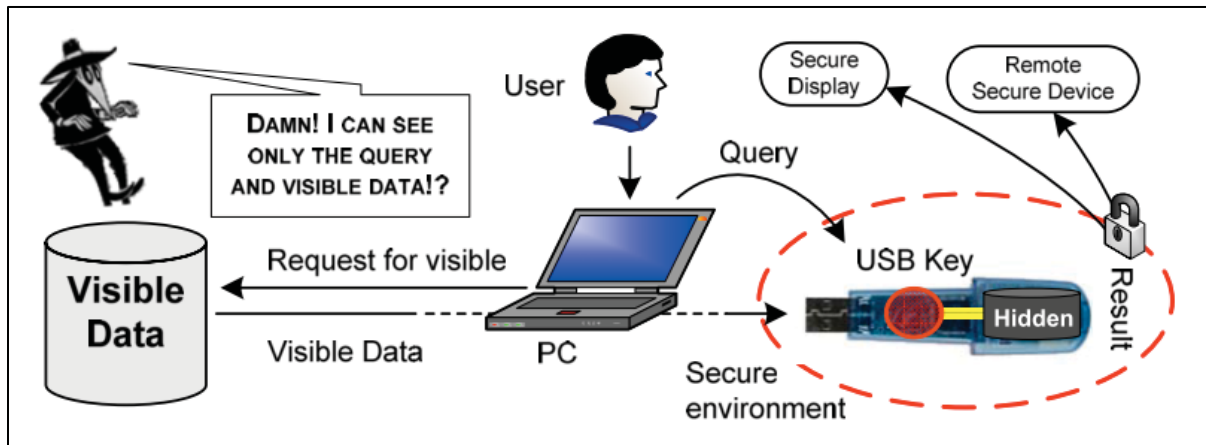 DAMN! I CAN SEE
ONLY THE QUERY
AND VISIBLE DATA!?
User
Secure
Display
Remote
Secure Device
Query
Visible
Data
Request for visible
Visible Data
PC
USB Key
Hidden
Result
Secure
environment